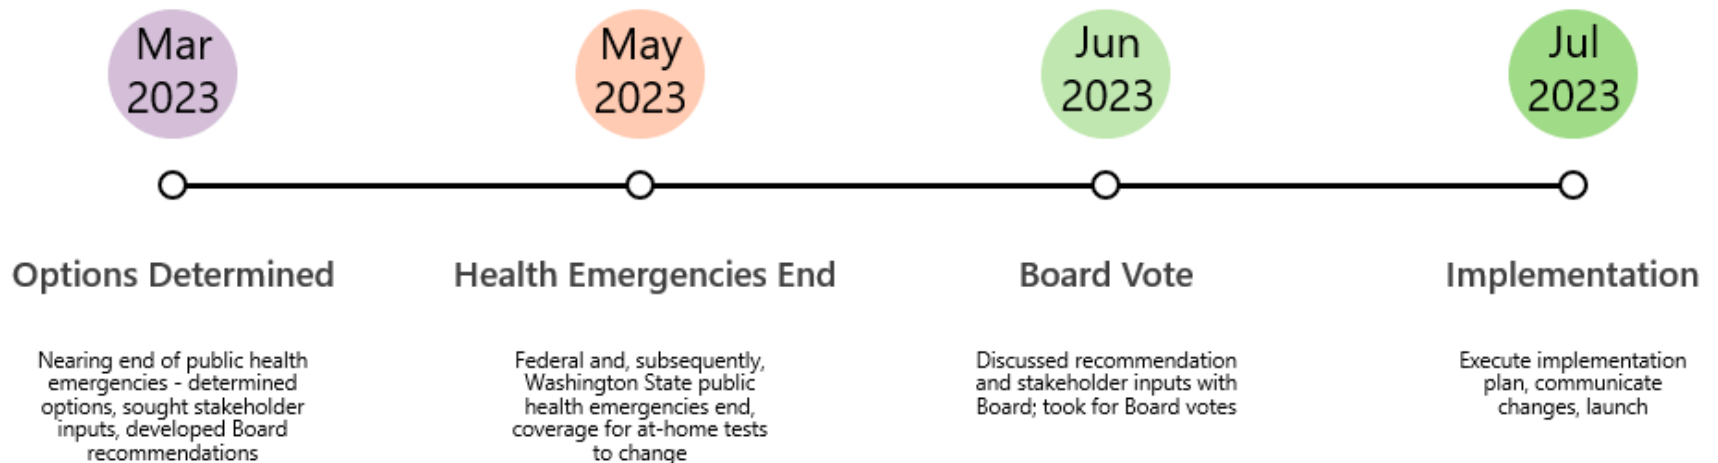 Mar
2023
May
2023
Jun
2023
Jul
2023
Options Determined
Health Emergencies End
Board Vote
Implementation
Nearing end of public health
emergencies - determined
options, sought stakeholder
inputs, developed Board
recommendations
Federal and, subsequently,
Washington State public
health emergencies end,
coverage for at-home tests
to change
Discussed recommendation
and stakeholder inputs with
Board; took for Board votes
Execute implementation
plan, communicate
changes, launch